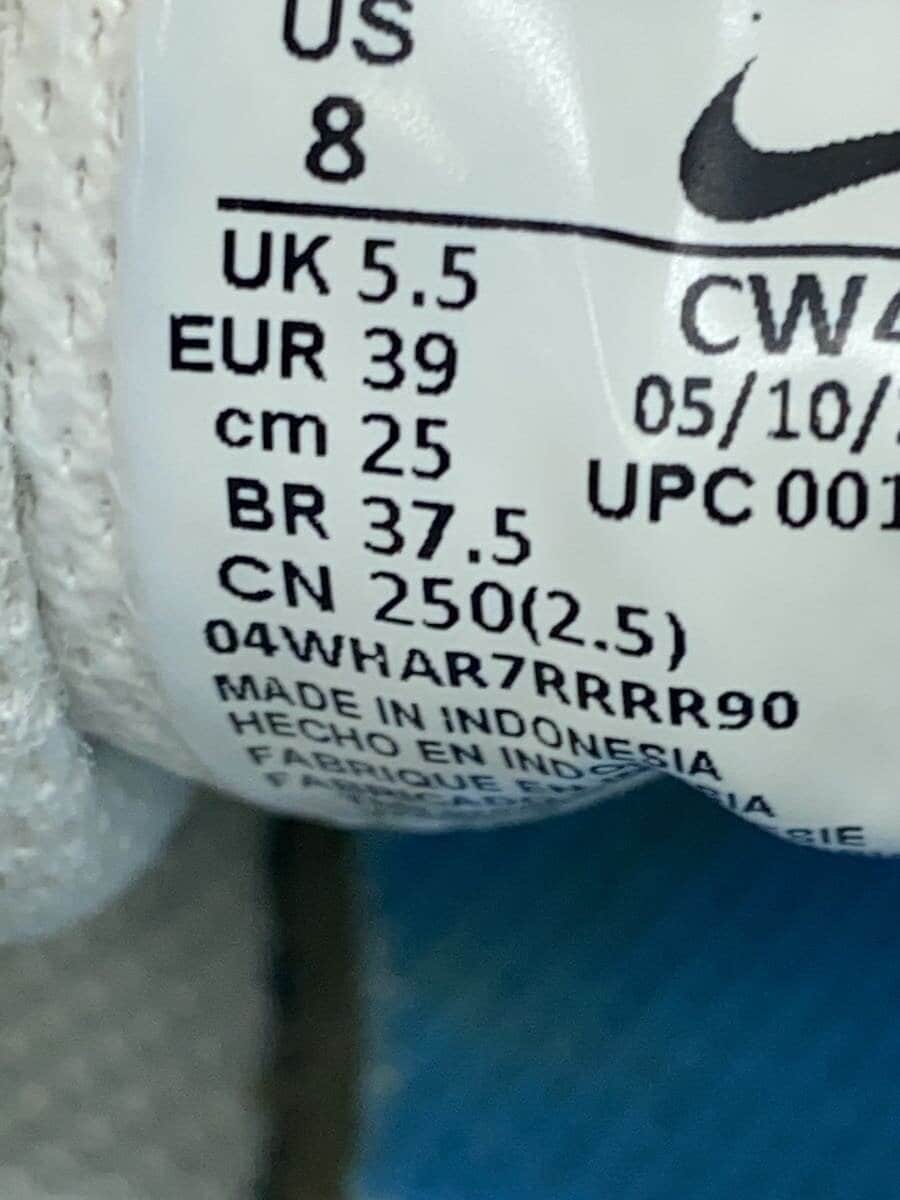 US
8
UK 5.5
EUR 39
cm 25
BR 37.5
CN 250(2.5)
CW4
05/10/
UPC 001
04WHAR7RRRR90
MADE IN INDONESIA
HECHO EN
FABRIQUE